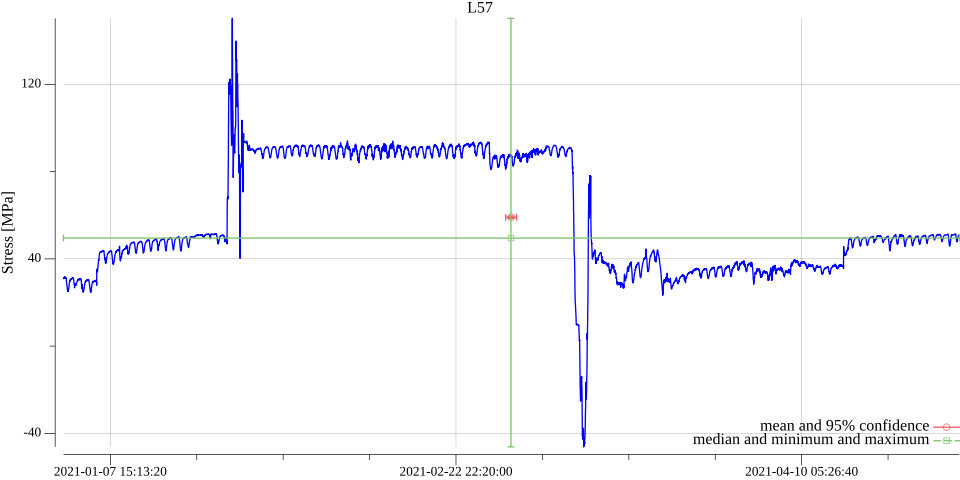 L57
120
40
-40
Stress [MPa]
mean and 95% confidence
median and minimum and maximum
2021-01-07 15:13:20
2021-02-22 22:20:00
2021-04-10 05:26:40